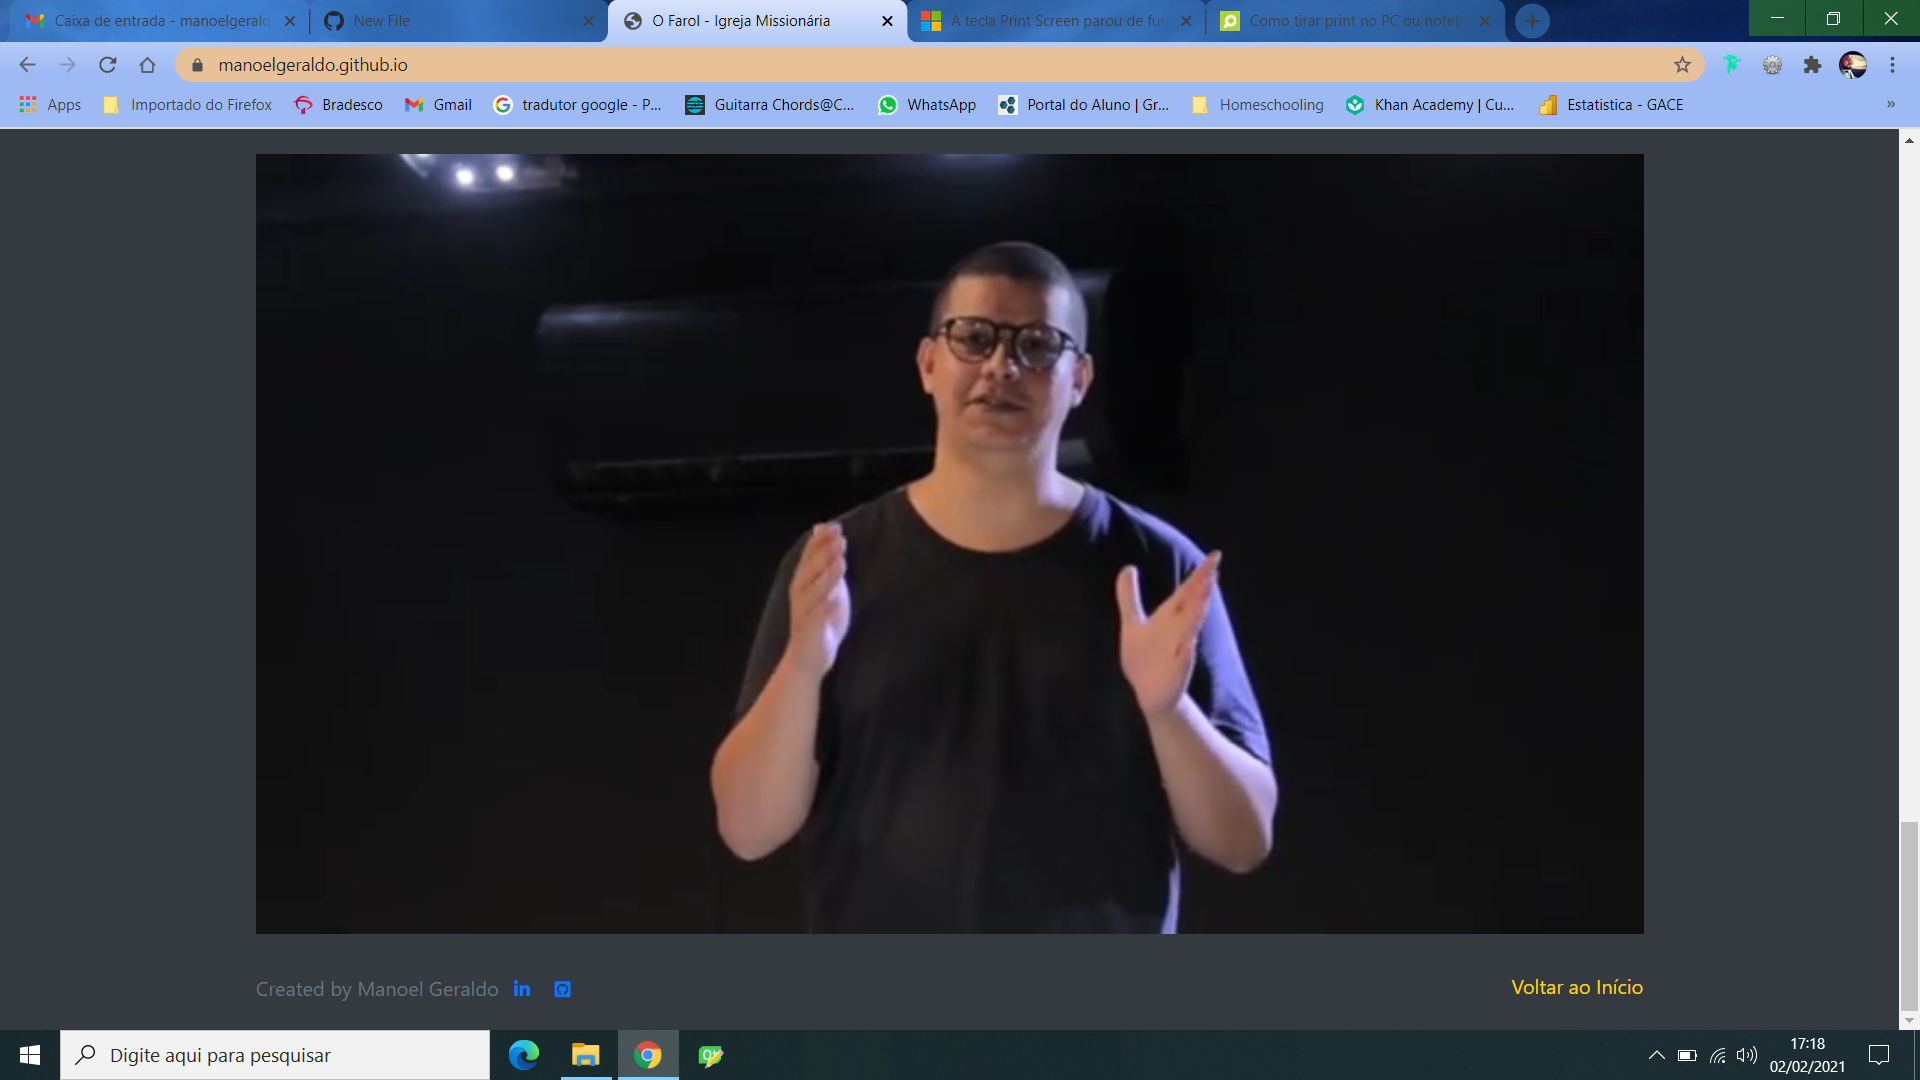 Caixa de entrada - manoelgerald
New File
O Farol - Igreja Missionária
A tecla Print Screen parou de fun
Como tirar print no PC ou noteb
manoelgeraldo.github.io
Apps
Importado do Firefox
Bradesco
Gmail
tradutor google - P...
Guitarra Chords@C...
WhatsApp
Portal do Aluno | Gr...
Homeschooling
Khan Academy | Cu...
Estatistica - GACE
»
Created by Manoel Geraldo
in
Voltar ao Início
Digite aqui para pesquisar
17:18
02/02/2021